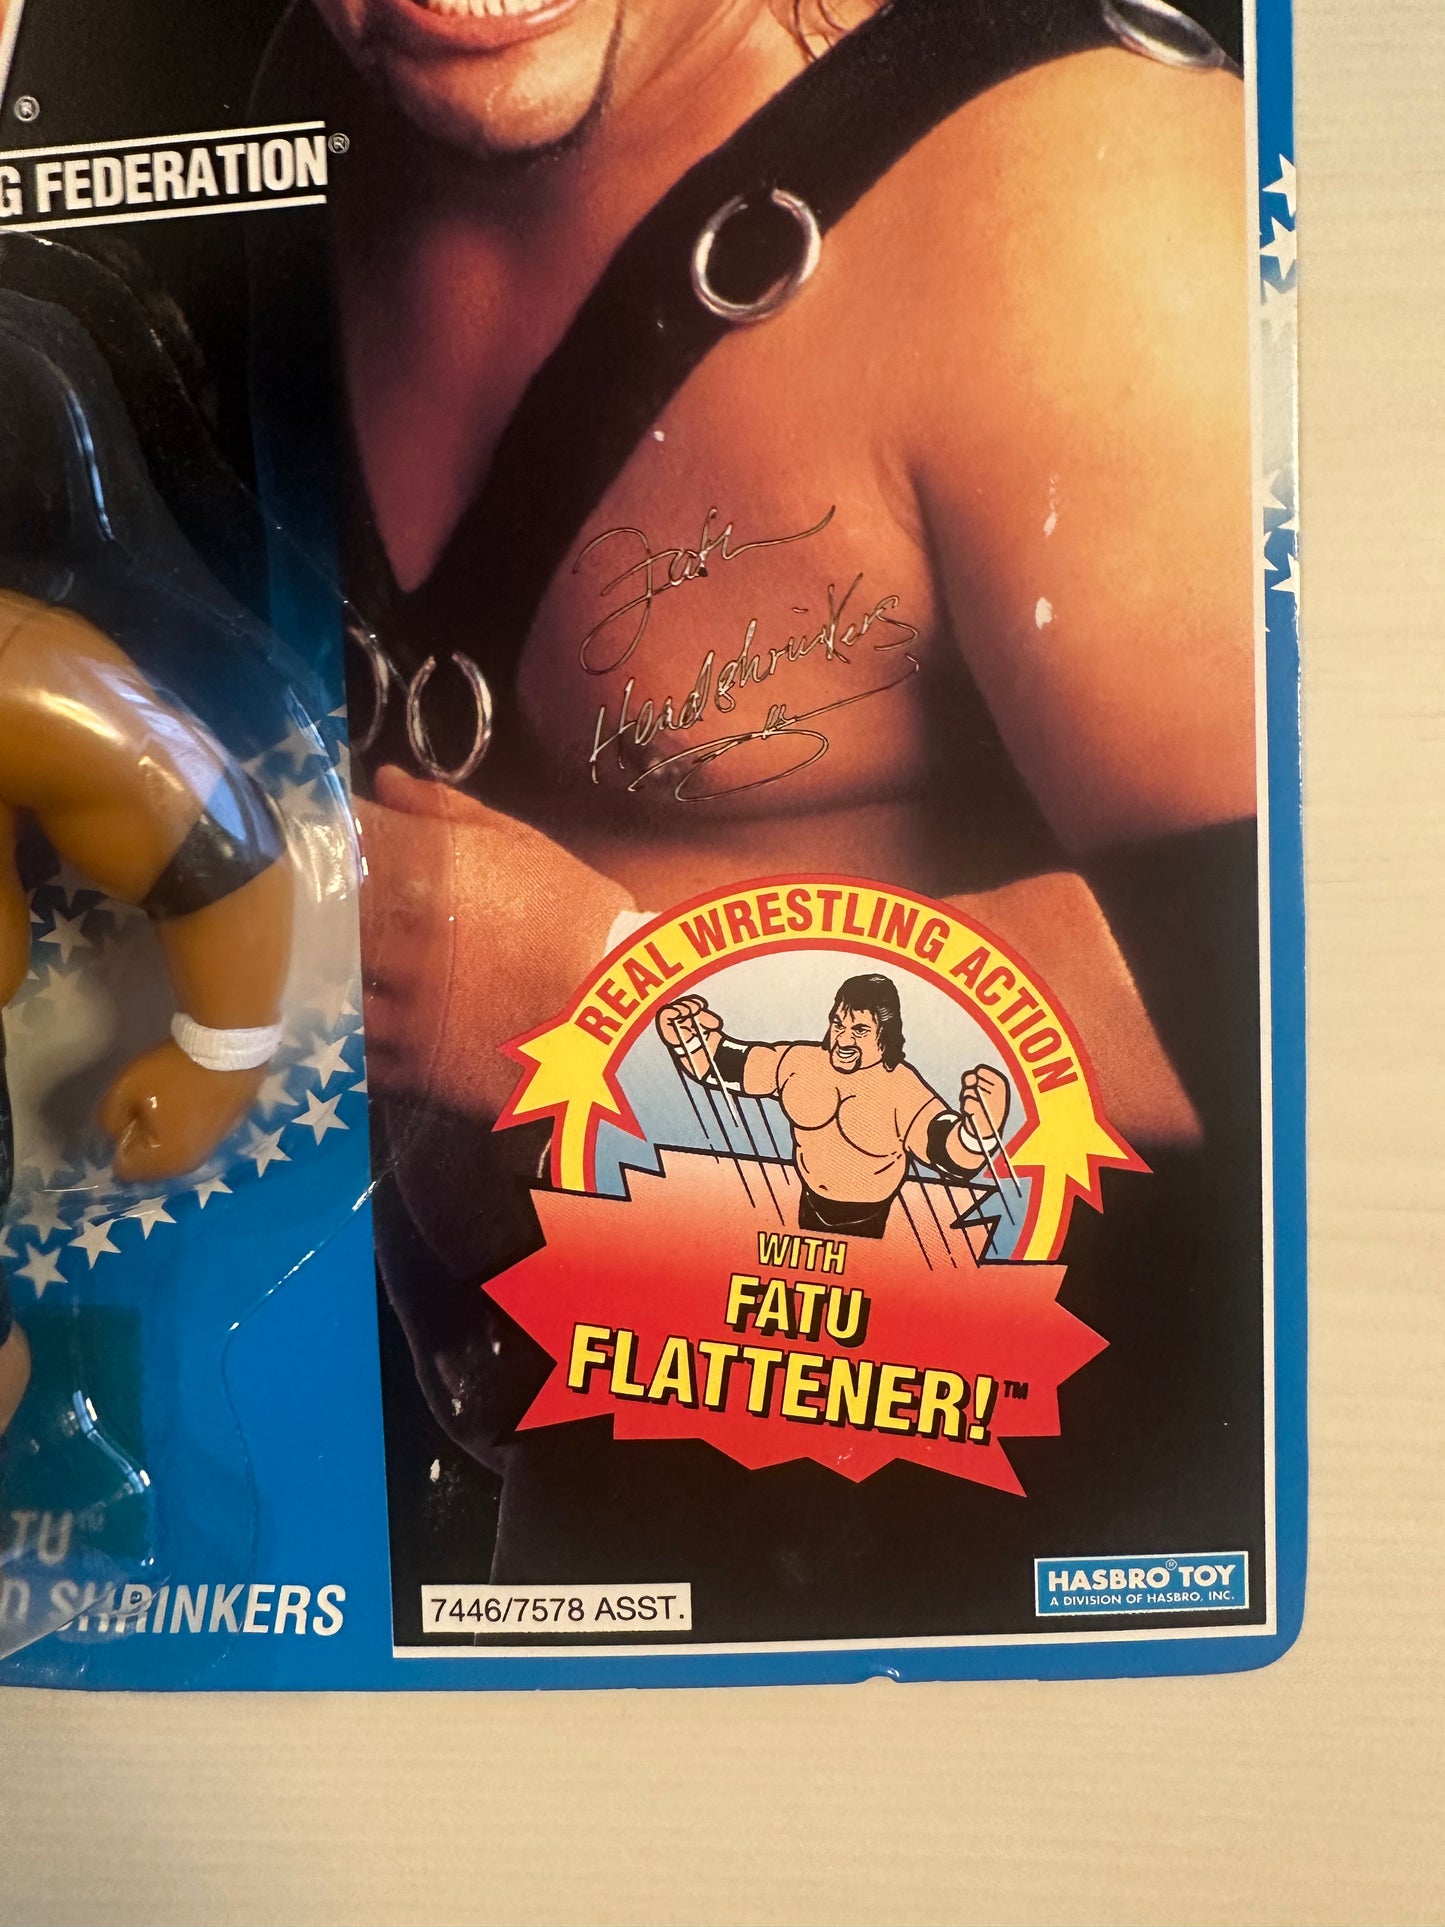 ®
G FEDERATION®
Fatu
Headshrinkers
REAL WRESTLING ACTION
WITH
FATU
FLATTENER!™
TU
D SHRINKERS
7446/7578 ASST.
HASBRO® TOY
A DIVISION OF HASBRO, INC.